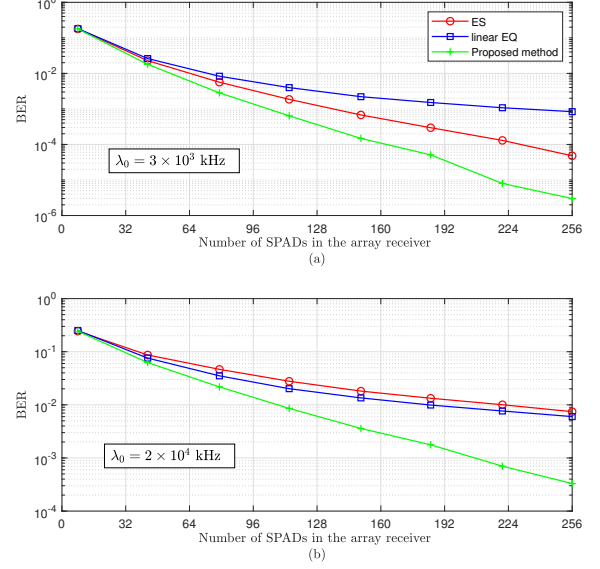 10^0
10^-2
10^-4
10^-6
BER
ES
linear EQ
Proposed method
λ_0 = 3 × 10^3 kHz
0 32 64 96 128 160 192 224 256
Number of SPADs in the array receiver
(a)
10^0
10^-1
10^-2
10^-3
10^-4
BER
λ_0 = 2 × 10^4 kHz
0 32 64 96 128 160 192 224 256
Number of SPADs in the array receiver
(b)